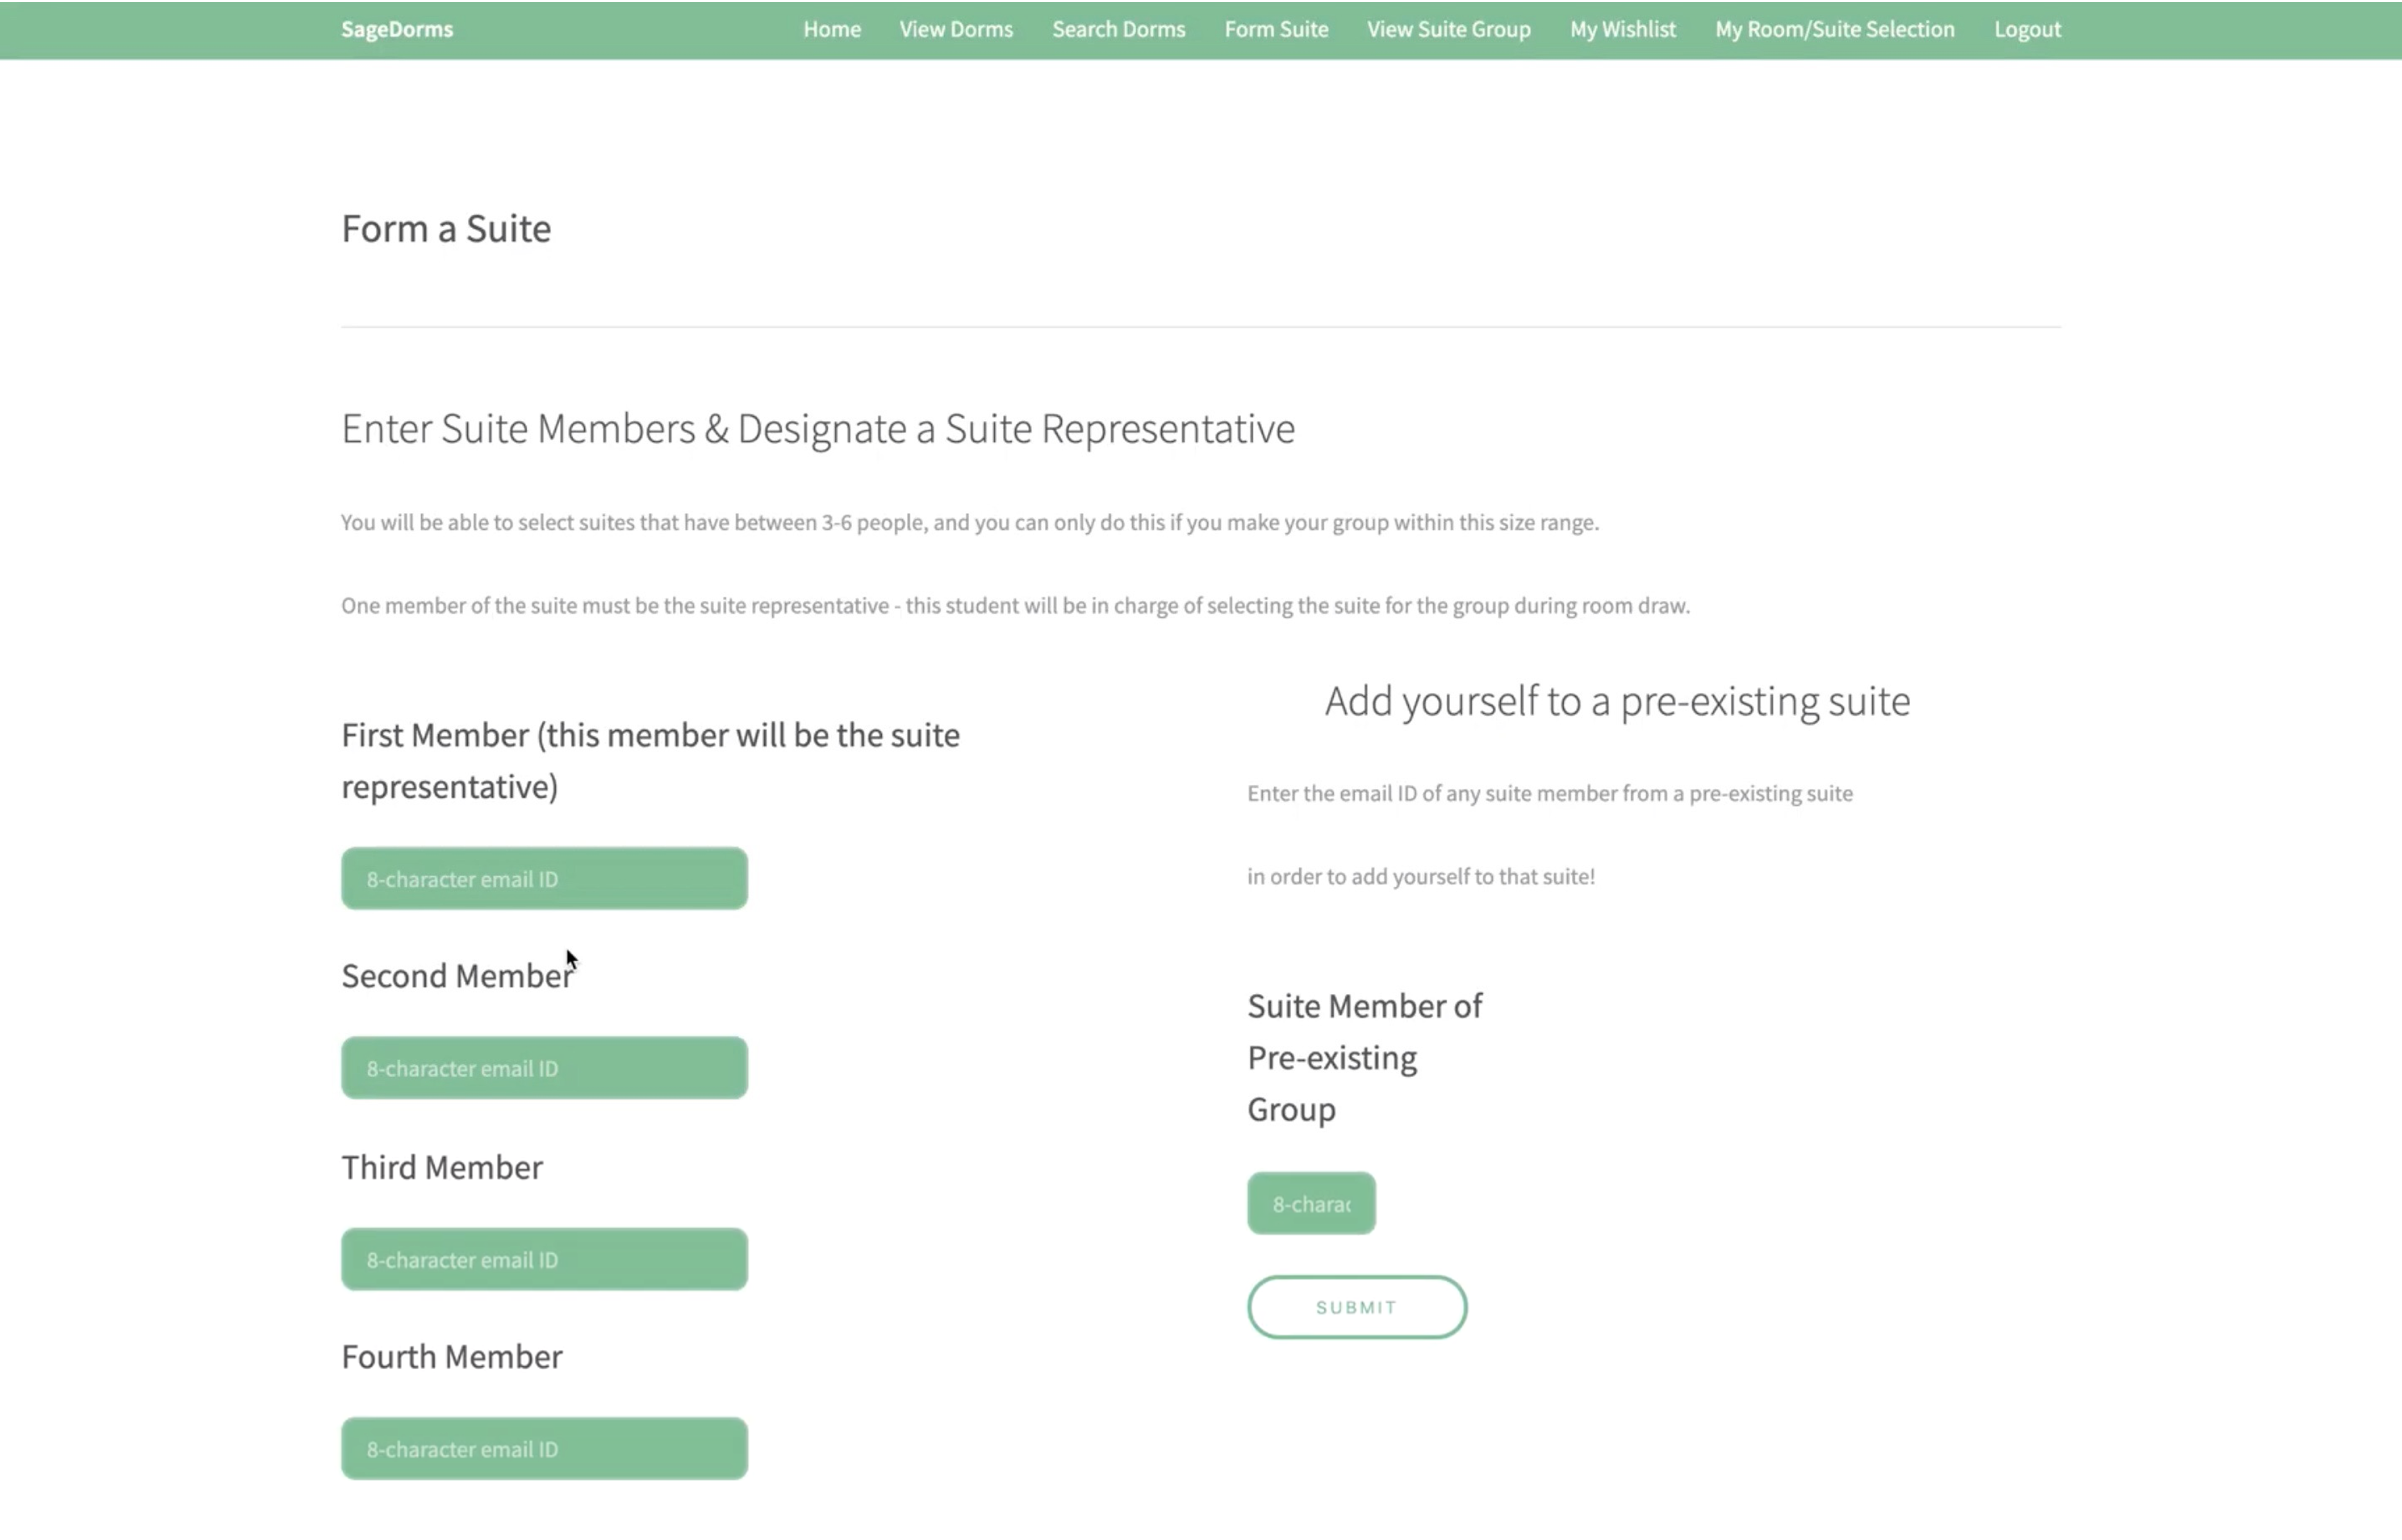 SageDorms
Home
View Dorms
Search Dorms
Form Suite
View Suite Group
My Wishlist
My Room/Suite Selection
Logout
Form a Suite
Enter Suite Members & Designate a Suite Representative
You will be able to select suites that have between 3-6 people, and you can only do this if you make your group within this size range.
One member of the suite must be the suite representative - this student will be in charge of selecting the suite for the group during room draw.
First Member (this member will be the suite
representative)
8-character email ID
Second Member
8-character email ID
Third Member
8-character email ID
Fourth Member
8-character email ID
Add yourself to a pre-existing suite
Enter the email ID of any suite member from a pre-existing suite
in order to add yourself to that suite!
Suite Member of
Pre-existing
Group
8-charac
SUBMIT